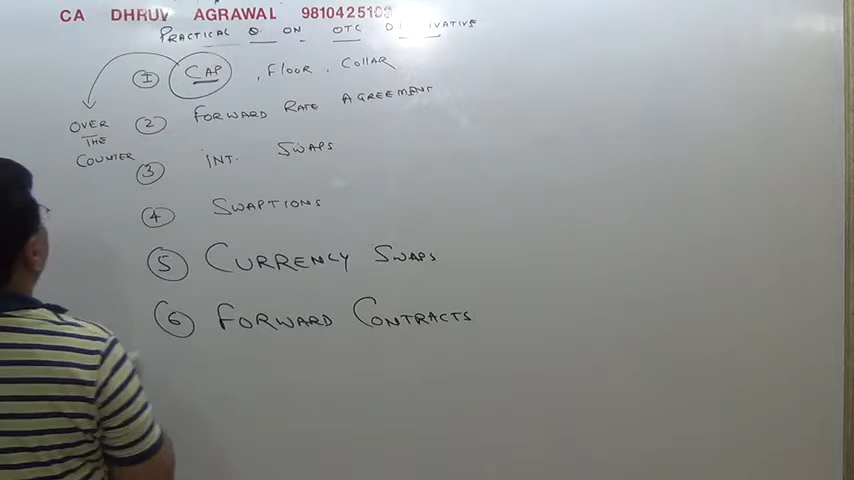 CA DHRUV AGRAWAL 9810425103
PRACTICAL Q. ON OTC DERIVATIVE
① CAP, FLOOR, COLLAR
OVER THE COUNTER
② FORWARD RATE AGREEMENT
③ INT. SWAPS
④ SWAPTIONS
⑤ CURRENCY SWAPS
⑥ FORWARD CONTRACTS